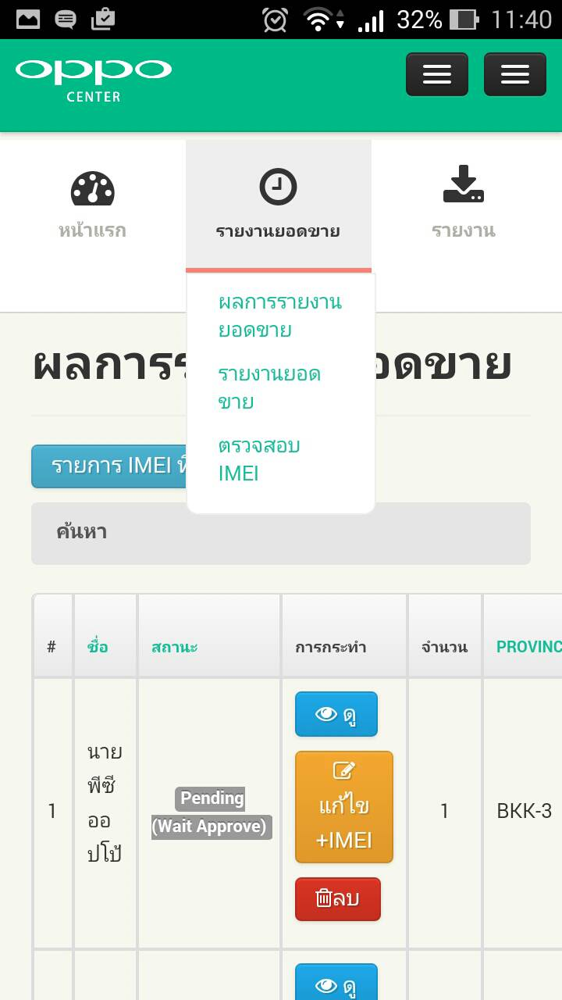 32% 11:40
oppo
CENTER
หน้าแรก
รายงานยอดขาย
รายงาน
ผลการรายงาน
ยอดขาย
รายงานยอด
ขาย
ตรวจสอบ
IMEI
ผลการร อดขาย
รายการ IMEI
ค้นหา
# ชื่อ สถานะ การกระทำ จำนวน PROVINC
1
นาย
พีซี
ออ
ปโป้
Pending
(Wait Approve)
ดู
แก้ไข
+IMEI
ลบ
1
BKK-3
ดู